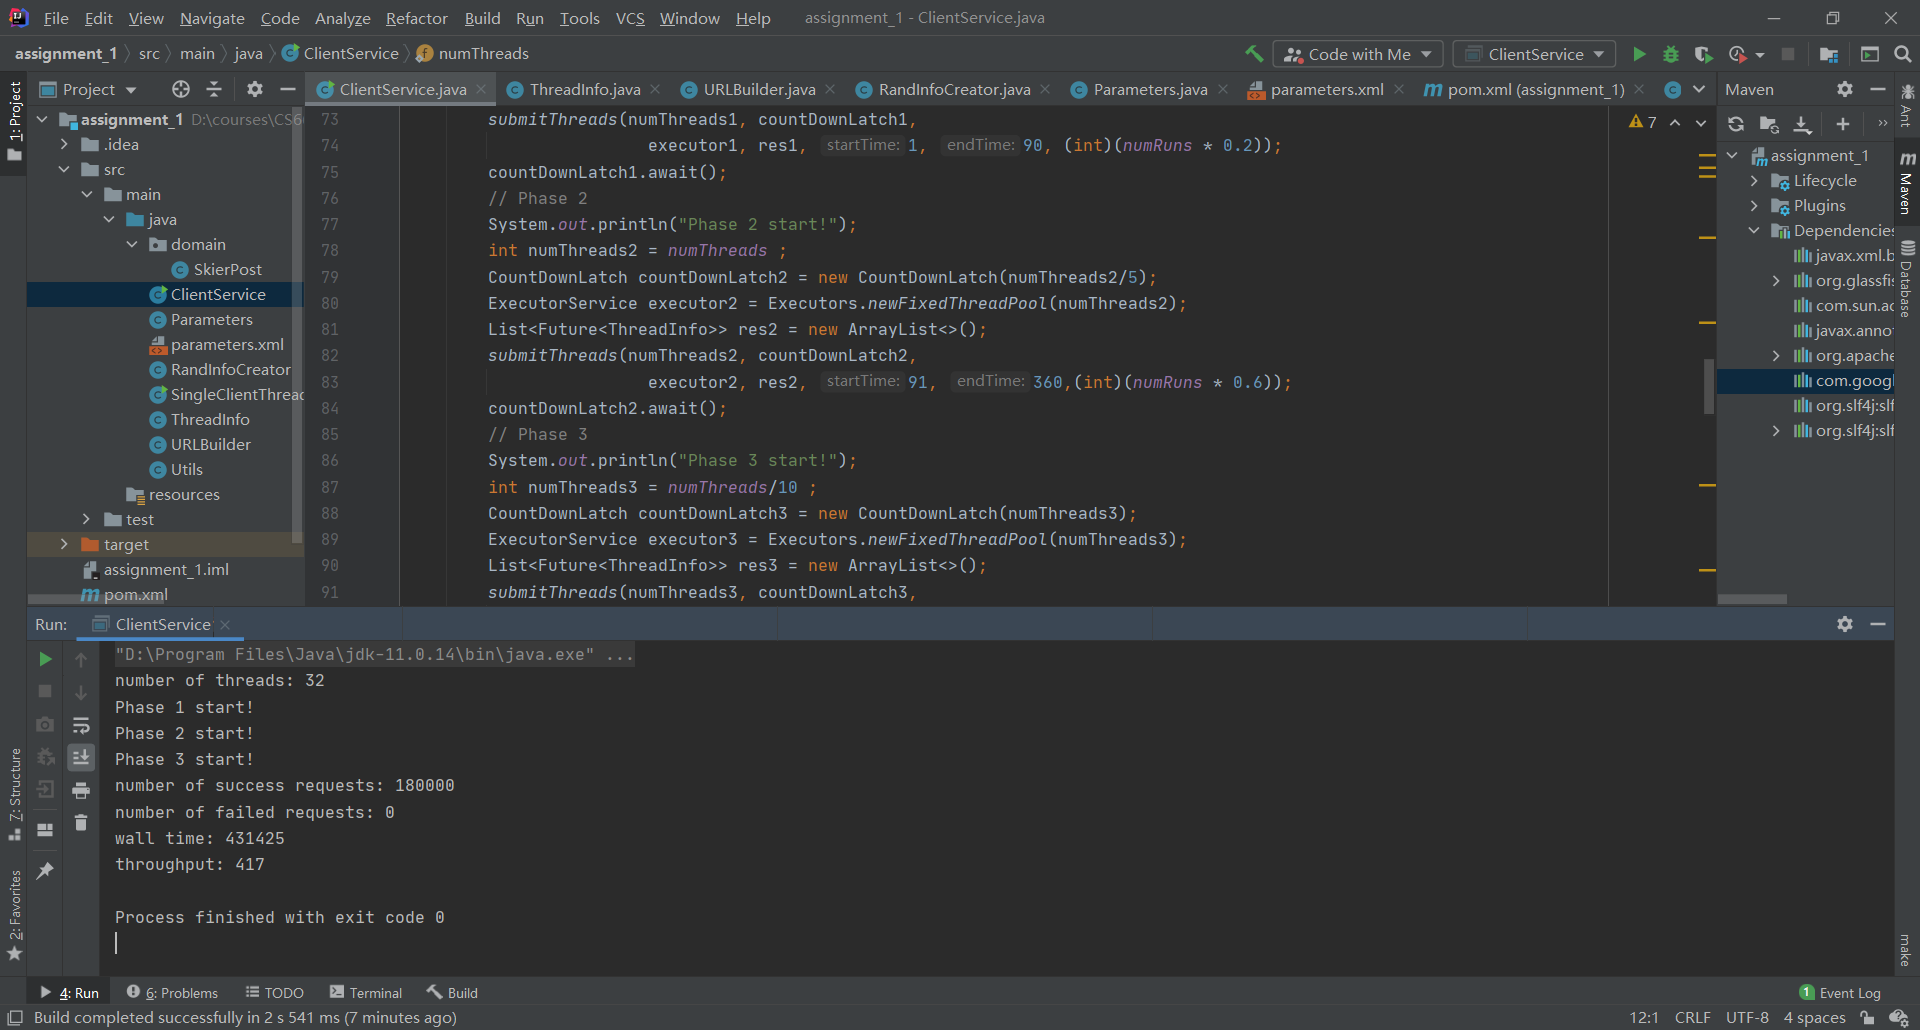 File Edit View Navigate Code Analyze Refactor Build Run Tools VCS Window Help assignment_1 - ClientService.java
assignment_1 src main java ClientService numThreads Code with Me ClientService
1: Project
Project
ClientService.java ThreadInfo.java URLBuilder.java RandInfoCreator.java Parameters.java parameters.xml pom.xml (assignment_1)
Maven
assignment_1 D:\courses\CS6
.idea
src
main
java
domain
SkierPost
ClientService
Parameters
parameters.xml
RandInfoCreator
SingleClientThread
ThreadInfo
URLBuilder
Utils
resources
test
target
assignment_1.iml
pom.xml
73 submitThreads(numThreads1, countDownLatch1,
74 executor1, res1, startTime: 1, endTime: 90, (int)(numRuns * 0.2));
75 countDownLatch1.await();
76 // Phase 2
77 System.out.println("Phase 2 start!");
78 int numThreads2 = numThreads ;
79 CountDownLatch countDownLatch2 = new CountDownLatch(numThreads2/5);
80 ExecutorService executor2 = Executors.newFixedThreadPool(numThreads2);
81 List<Future<ThreadInfo>> res2 = new ArrayList<>();
82 submitThreads(numThreads2, countDownLatch2,
83 executor2, res2, startTime: 91, endTime: 360,(int)(numRuns * 0.6));
84 countDownLatch2.await();
85 // Phase 3
86 System.out.println("Phase 3 start!");
87 int numThreads3 = numThreads/10 ;
88 CountDownLatch countDownLatch3 = new CountDownLatch(numThreads3);
89 ExecutorService executor3 = Executors.newFixedThreadPool(numThreads3);
90 List<Future<ThreadInfo>> res3 = new ArrayList<>();
91 submitThreads(numThreads3, countDownLatch3,
7
assignment_1
Lifecycle
Plugins
Dependencies
javax.xml.b
org.glassfis
com.sun.ac
javax.annot
org.apache
com.googl
org.slf4j:slf
org.slf4j:slf
Ant
Maven
Database
Run: ClientService
"D:\Program Files\Java\jdk-11.0.14\bin\java.exe" ...
number of threads: 32
Phase 1 start!
Phase 2 start!
Phase 3 start!
number of success requests: 180000
number of failed requests: 0
wall time: 431425
throughput: 417
Process finished with exit code 0
7: Structure
2: Favorites
make
4: Run 6: Problems TODO Terminal Build 1 Event Log
Build completed successfully in 2 s 541 ms (7 minutes ago) 12:1 CRLF UTF-8 4 spaces